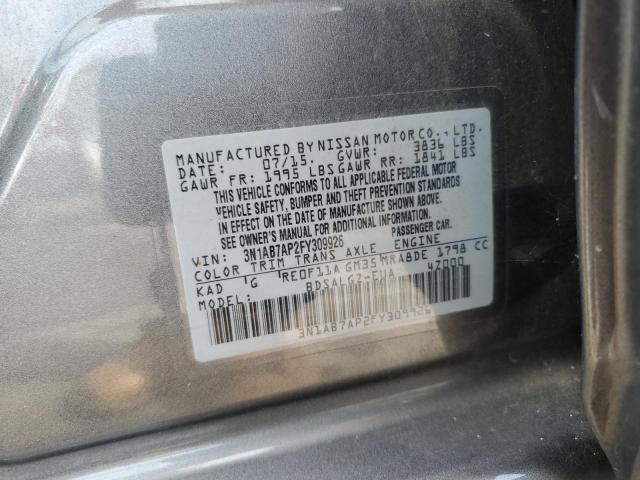 MANUFACTURED BY NISSAN MOTOR CO., LTD.
DATE: 07/15. GVWR: 3836 LBS
GAWR FR: 1995 LBS GAWR RR: 1841 LBS
THIS VEHICLE CONFORMS TO ALL APPLICABLE FEDERAL MOTOR
VEHICLE SAFETY, BUMPER AND THEFT PREVENTION STANDARDS
IN EFFECT ON THE DATE OF MANUFACTURE SHOWN ABOVE.
SEE OWNER'S MANUAL FOR ADDITIONAL INFORMATION.
VIN: 3N1AB7AP2FY309926 PASSENGER CAR.
COLOR TRIM TRANS AXLE ENGINE
KAD G RE0F11A GM35 MRA8DE 1798 CC
MODEL: BDSALGZ-EUA 4Z000
3N1AB7AP2FY309926